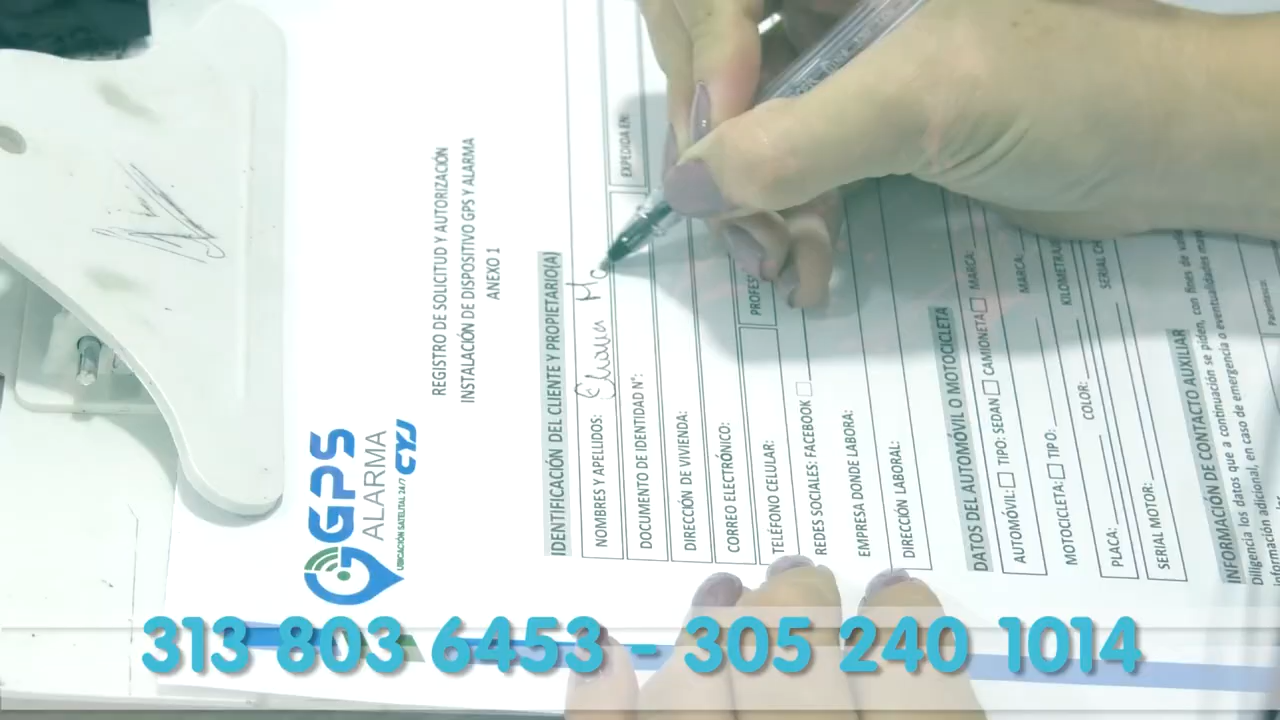 GPS
ALARMA
CYJ
UBICACIÓN SATELITAL 24/7
REGISTRO DE SOLICITUD Y AUTORIZACIÓN
INSTALACIÓN DE DISPOSITIVO GPS Y ALARMA
ANEXO 1
IDENTIFICACIÓN DEL CLIENTE Y PROPIETARIO(A)
NOMBRES Y APELLIDOS: Eliana
DOCUMENTO DE IDENTIDAD N°: EXPEDIDA EN:
DIRECCIÓN DE VIVIENDA:
CORREO ELECTRÓNICO:
TELÉFONO CELULAR:
REDES SOCIALES: FACEBOOK
EMPRESA DONDE LABORA:
DIRECCIÓN LABORAL:
DATOS DEL AUTOMÓVIL O MOTOCICLETA
AUTOMÓVIL: TIPO: SEDAN CAMIONETA MARCA:
MOTOCICLETA: TIPO: MARCA:
PLACA: COLOR:
SERIAL MOTOR:
INFORMACIÓN DE CONTACTO AUXILIAR
Diligencia los datos que a continuación se piden, con fines de
información adicional, en caso de emergencia o eventualidades
Parentesco:
313 803 6453 - 305 240 1014